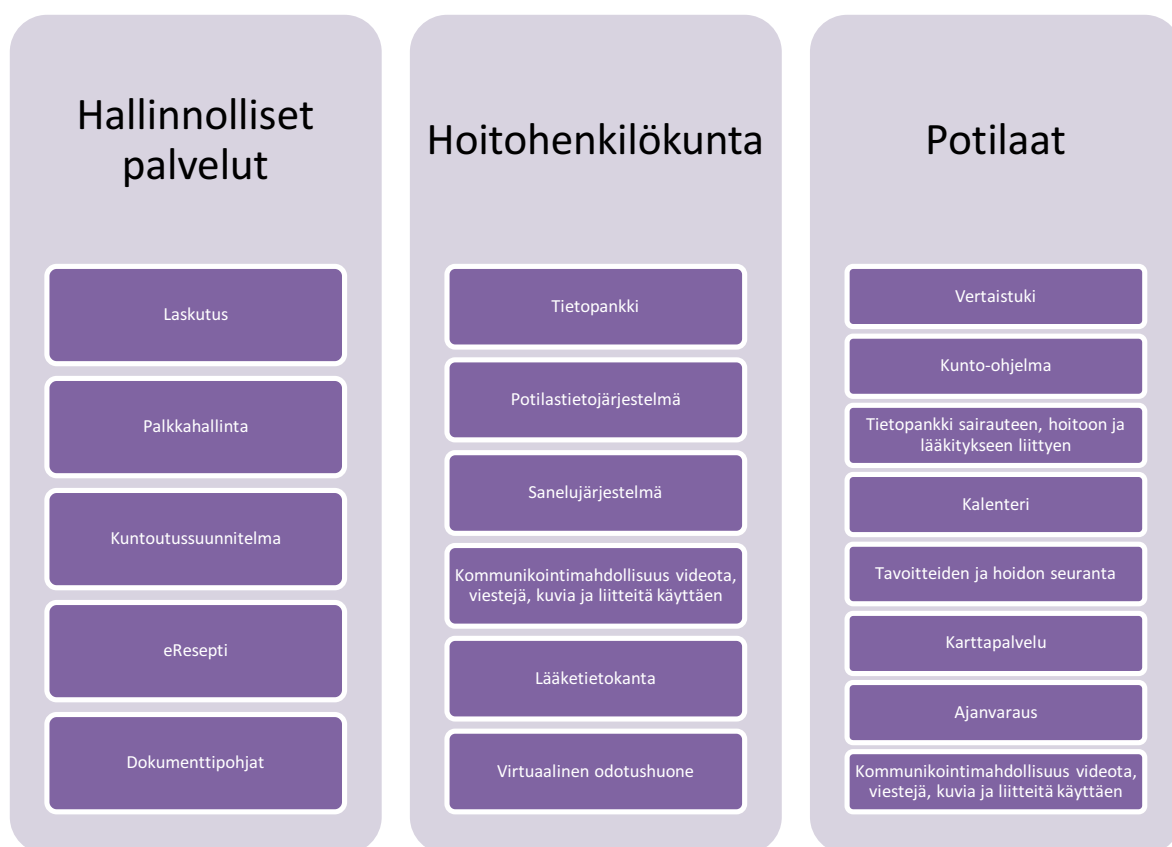 Hallinnolliset
palvelut
Laskutus
Palkkahallinta
Kuntoutussuunnitelma
eResepti
Dokumenttipohjat
Hoitohenkilökunta
Tietopankki
Potilastietojärjestelmä
Sanelujärjestelmä
Kommunikointimahdollisuus videota,
viestejä, kuvia ja liitteitä käyttäen
Lääketietokanta
Virtuaalinen odotushuone
Potilaat
Vertaistuki
Kunto-ohjelma
Tietopankki sairauteen, hoitoon ja
lääkitykseen liittyen
Kalenteri
Tavoitteiden ja hoidon seuranta
Karttapalvelu
Ajanvaraus
Kommunikointimahdollisuus videota,
viestejä, kuvia ja liitteitä käyttäen